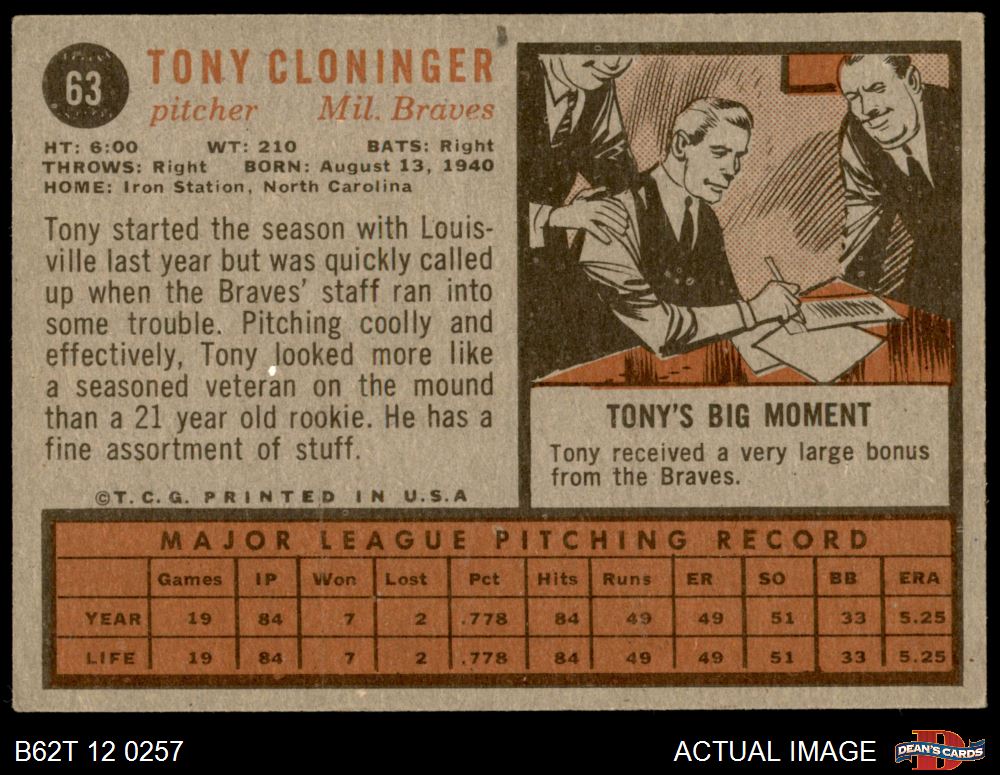 63
TONY CLONINGER
pitcher Mil. Braves
HT: 6:00 WT: 210 BATS: Right
THROWS: Right BORN: August 13, 1940
HOME: Iron Station, North Carolina
Tony started the season with Louis-
ville last year but was quickly called
up when the Braves' staff ran into
some trouble. Pitching coolly and
effectively, Tony looked more like
a seasoned veteran on the mound
than a 21 year old rookie. He has a
fine assortment of stuff.
©T. C. G. PRINTED IN U.S.A
TONY'S BIG MOMENT
Tony received a very large bonus
from the Braves.
MAJOR LEAGUE PITCHING RECORD
Games IP Won Lost Pct Hits Runs ER SO BB ERA
YEAR 19 84 7 2 .778 84 49 49 51 33 5.25
LIFE 19 84 7 2 .778 84 49 49 51 33 5.25
B62T 12 0257 ACTUAL IMAGE DEAN'S CARDS